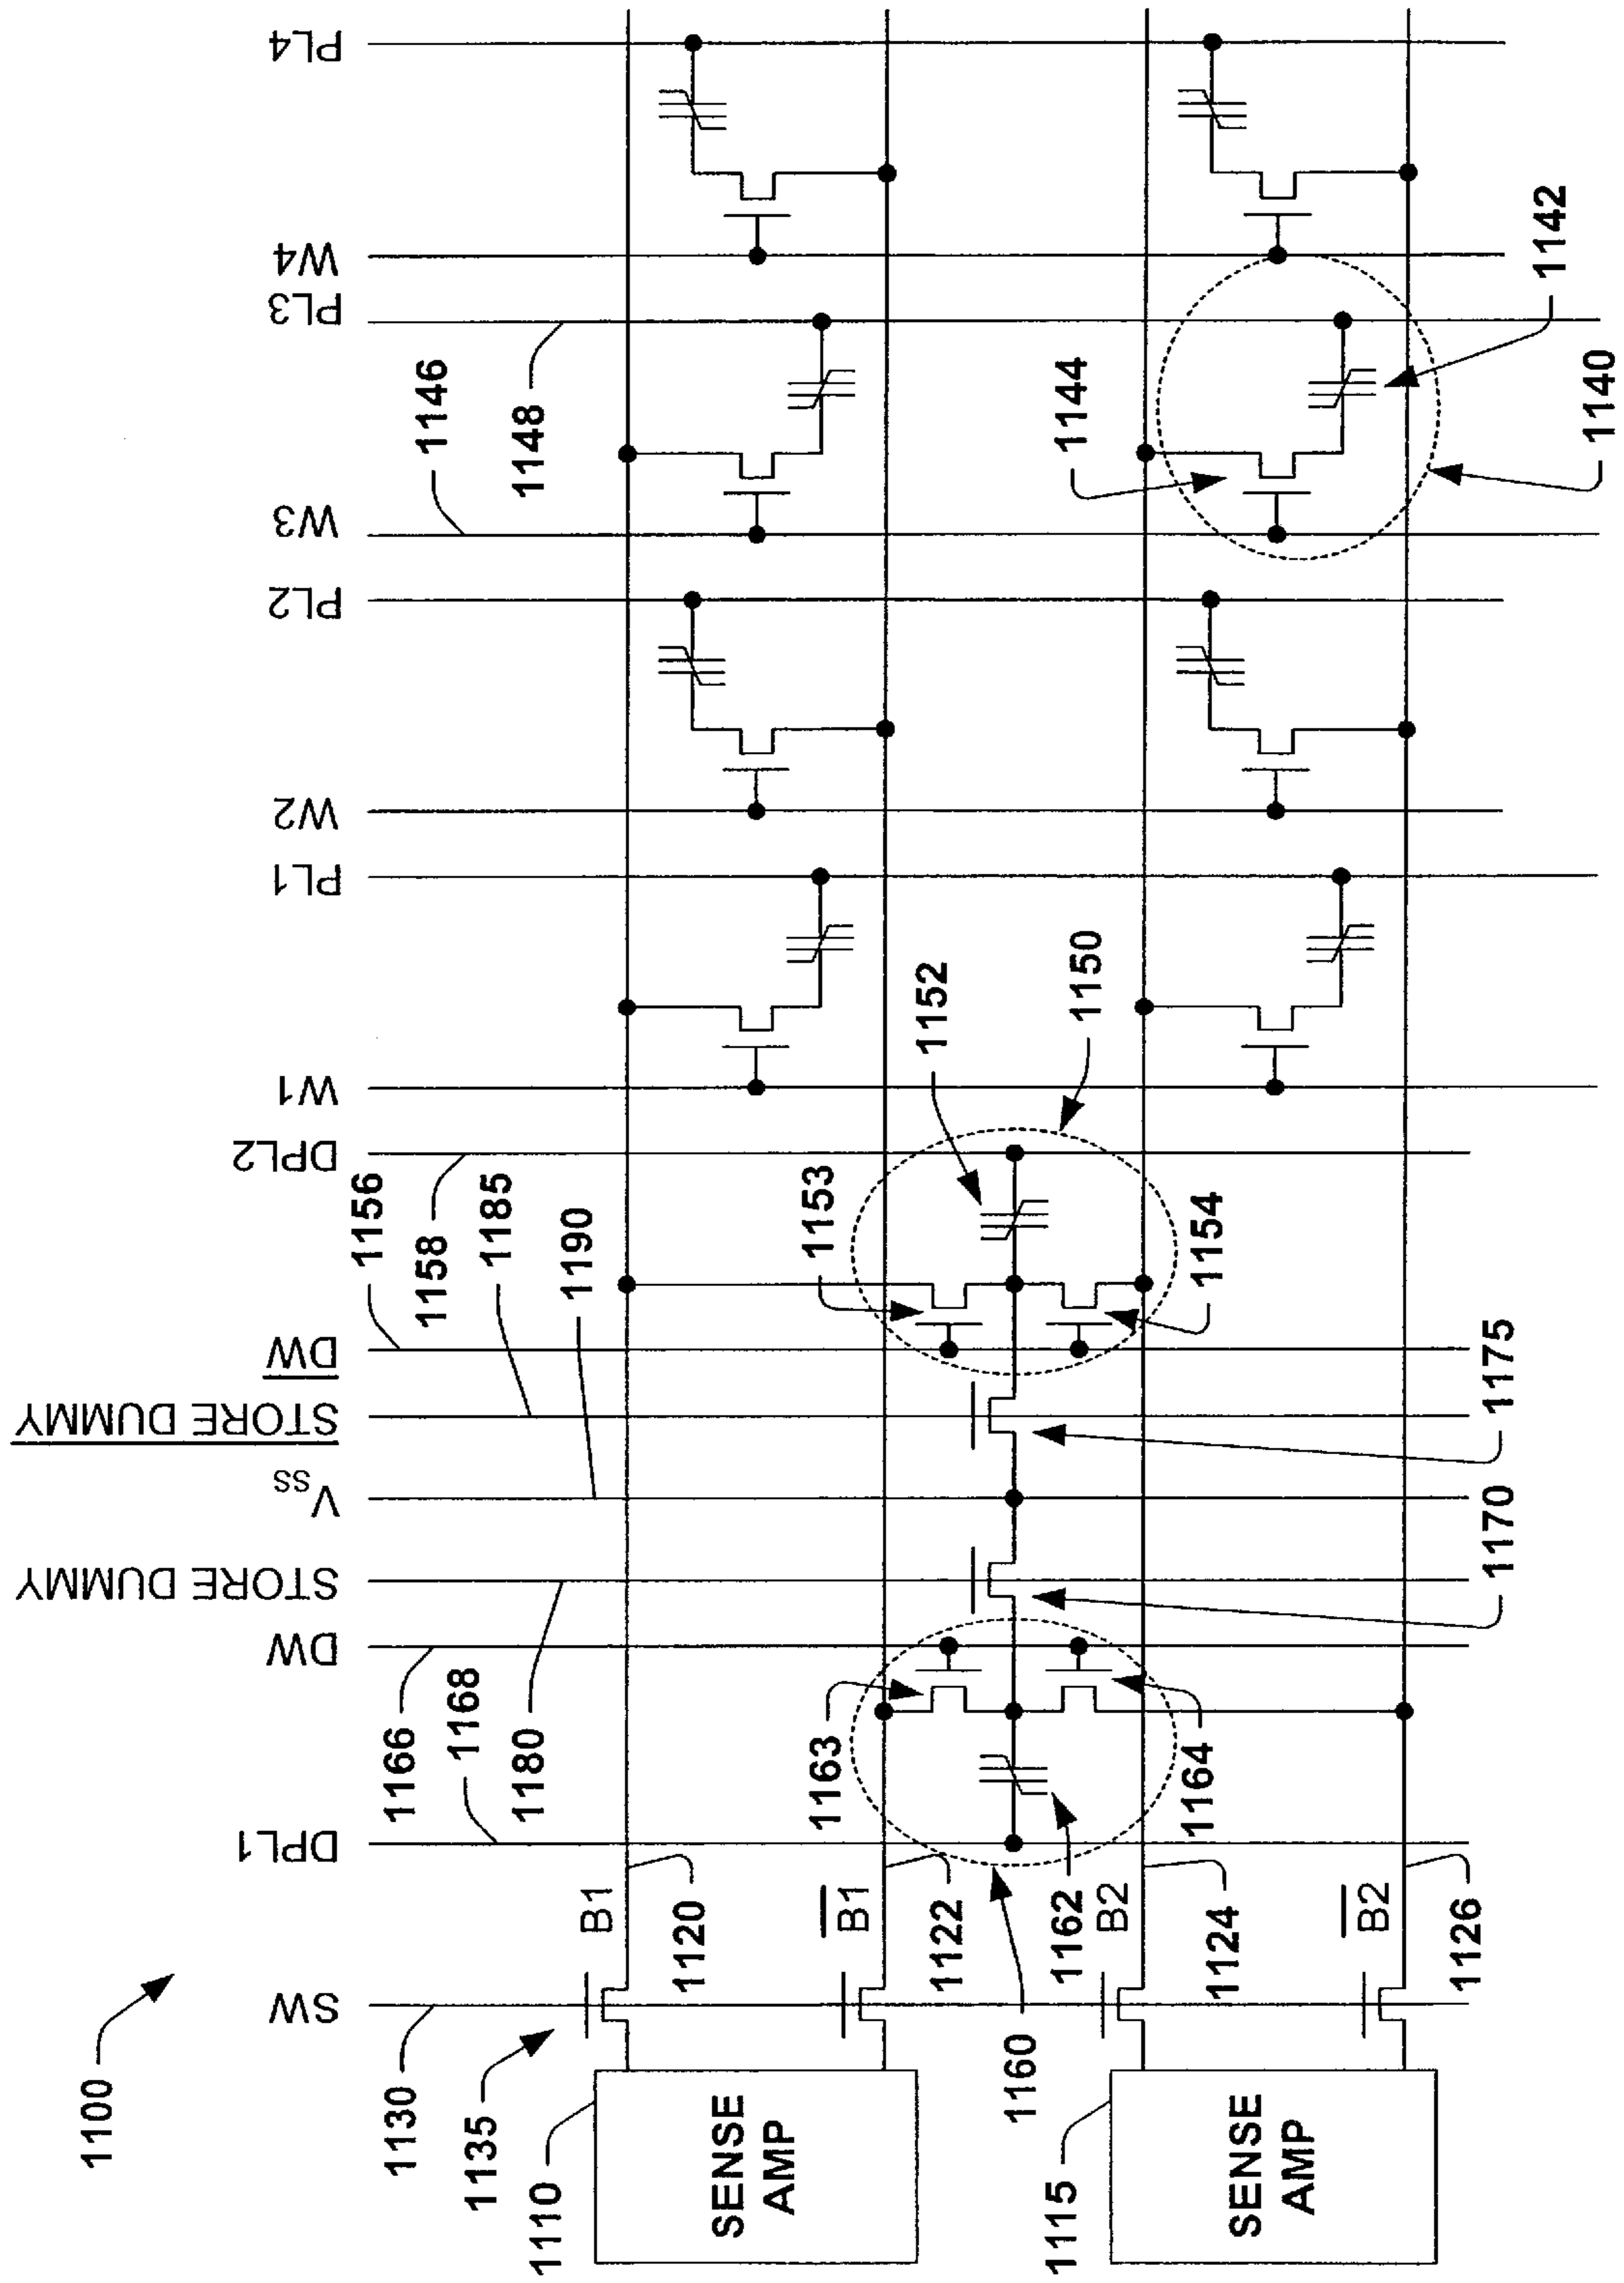 1100
SW
DPL1
DW
STORE DUMMY
VSS
STORE DUMMY
DW
DPL2
W1
PL1
W2
PL2
W3
PL3
W4
PL4
1130
1135
1110
1166
1168
1180
1156
1158
1185
1190
1146
1148
B1
1120
SENSE
AMP
B1
1122
1163
1153
1152
1150
1144
1142
1140
1160
1162
1164
1154
1175
1170
B2
1124
1115
SENSE
AMP
B2
1126